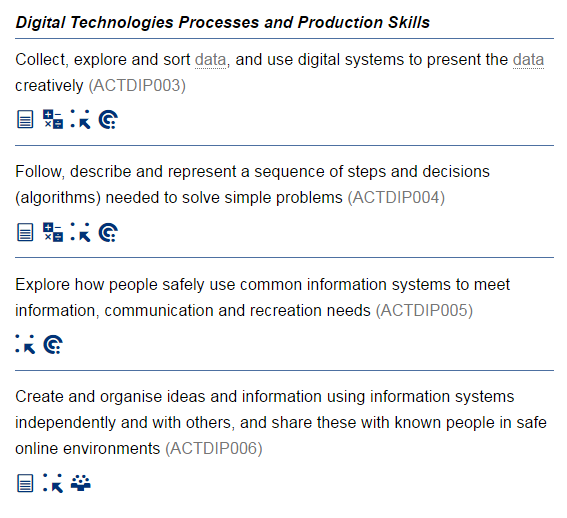 Digital Technologies Processes and Production Skills
Collect, explore and sort data, and use digital systems to present the data
creatively (ACTDIP003)
Follow, describe and represent a sequence of steps and decisions
(algorithms) needed to solve simple problems (ACTDIP004)
Explore how people safely use common information systems to meet
information, communication and recreation needs (ACTDIP005)
Create and organise ideas and information using information systems
independently and with others, and share these with known people in safe
online environments (ACTDIP006)